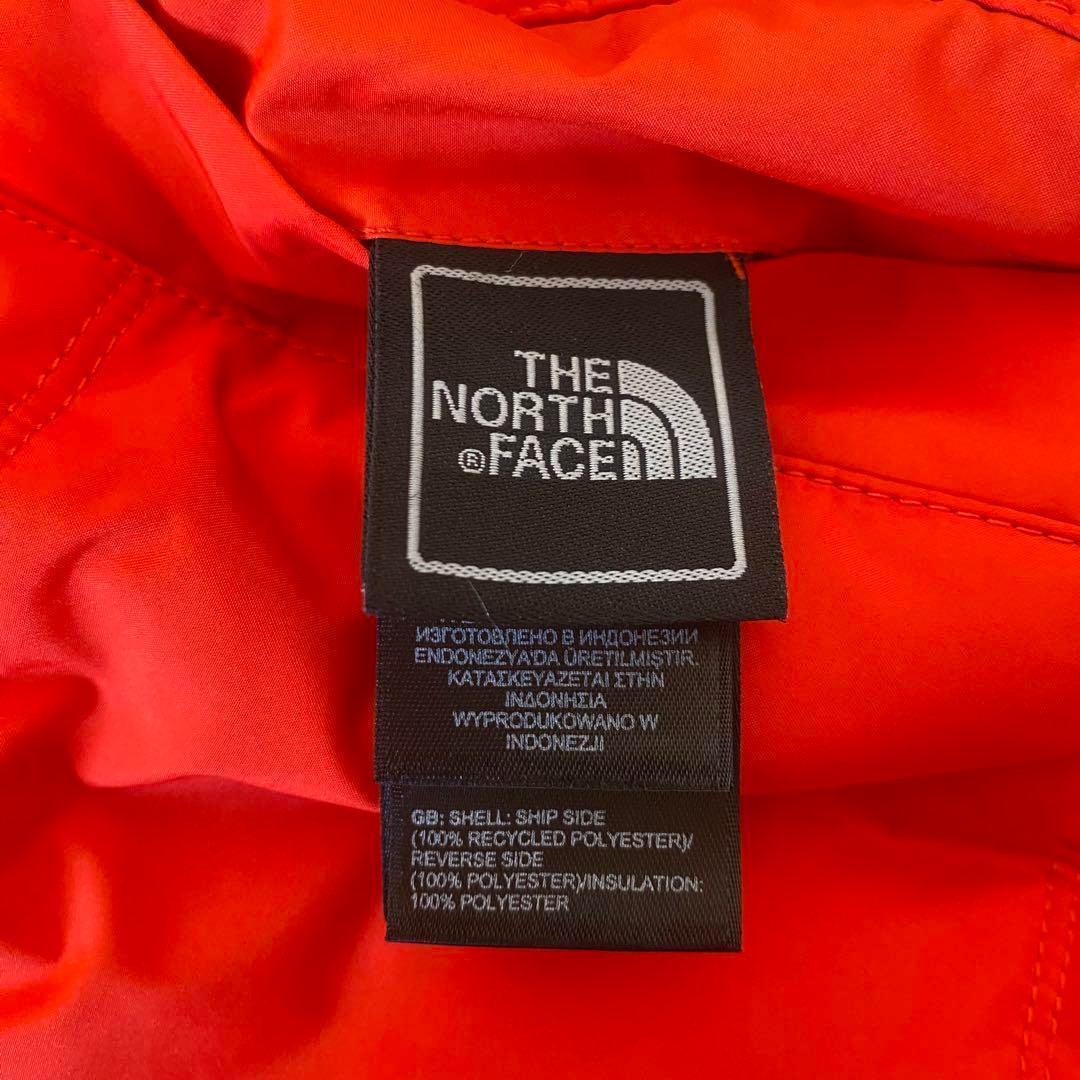 THE
NORTH
®FACE
ИЗГОТОВЛЕНО В ИНДОНЕЗИИ
ENDONEZYA'DA ÜRETILMIŞTIR.
ΚΑΤΑΣΚΕΥΑΖΕΤΑΙ ΣΤΗΝ
ΙΝΔΟΝΗΣΙΑ
WYPRODUKOWANO W
INDONEZJI
GB: SHELL: SHIP SIDE
(100% RECYCLED POLYESTER)/
REVERSE SIDE
(100% POLYESTER)/INSULATION:
100% POLYESTER